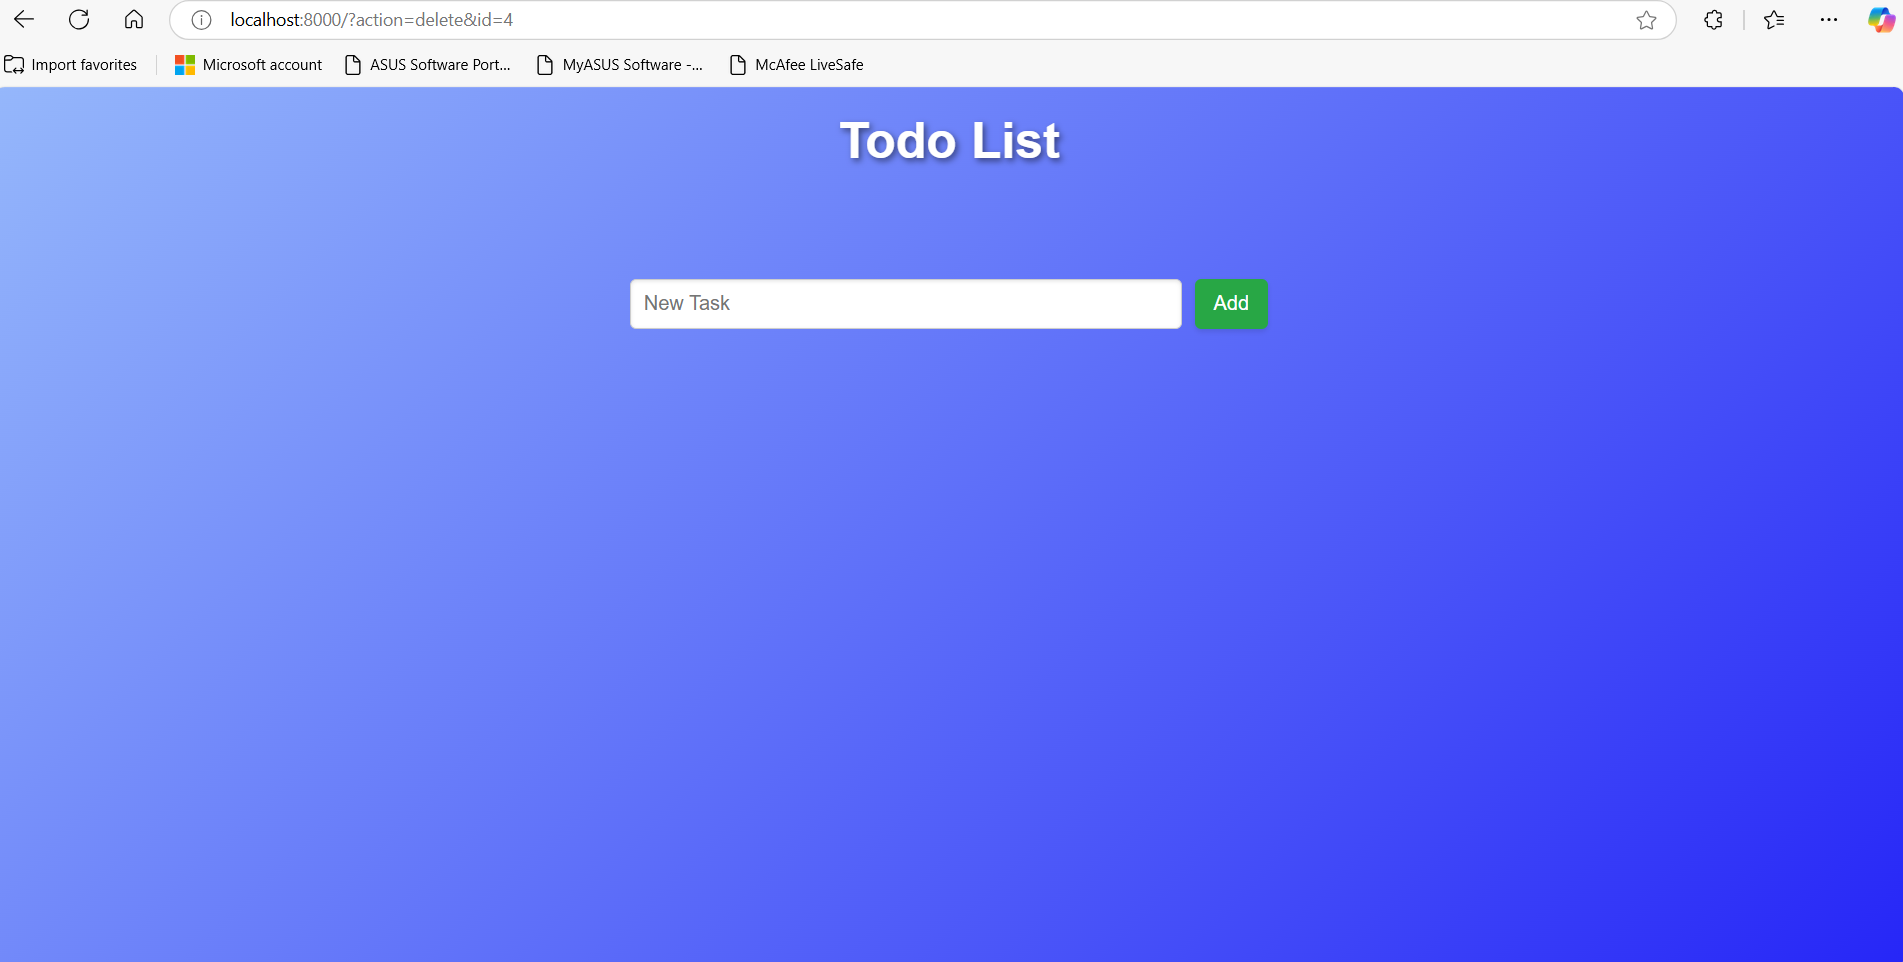 localhost:8000/?action=delete&id=4
Import favorites
Microsoft account
ASUS Software Port...
MyASUS Software -...
McAfee LiveSafe
Todo List
New Task
Add